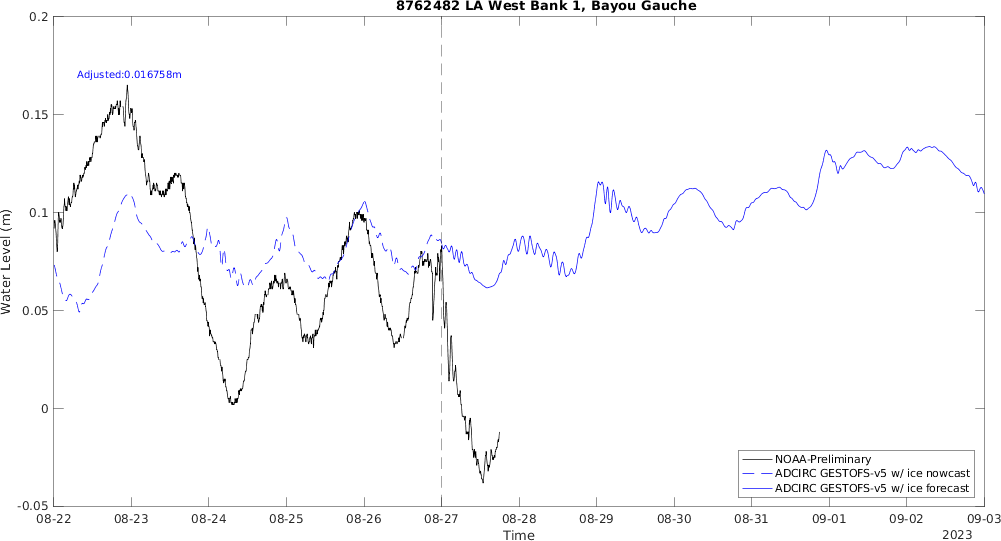 8762482 LA West Bank 1, Bayou Gauche
0.2
Adjusted:0.016758m
0.15
0.1
0.05
0
-0.05
Water Level (m)
NOAA-Preliminary
ADCIRC GESTOFS-v5 w/ ice nowcast
ADCIRC GESTOFS-v5 w/ ice forecast
08-22 08-23 08-24 08-25 08-26 08-27 08-28 08-29 08-30 08-31 09-01 09-02 09-03
Time
2023